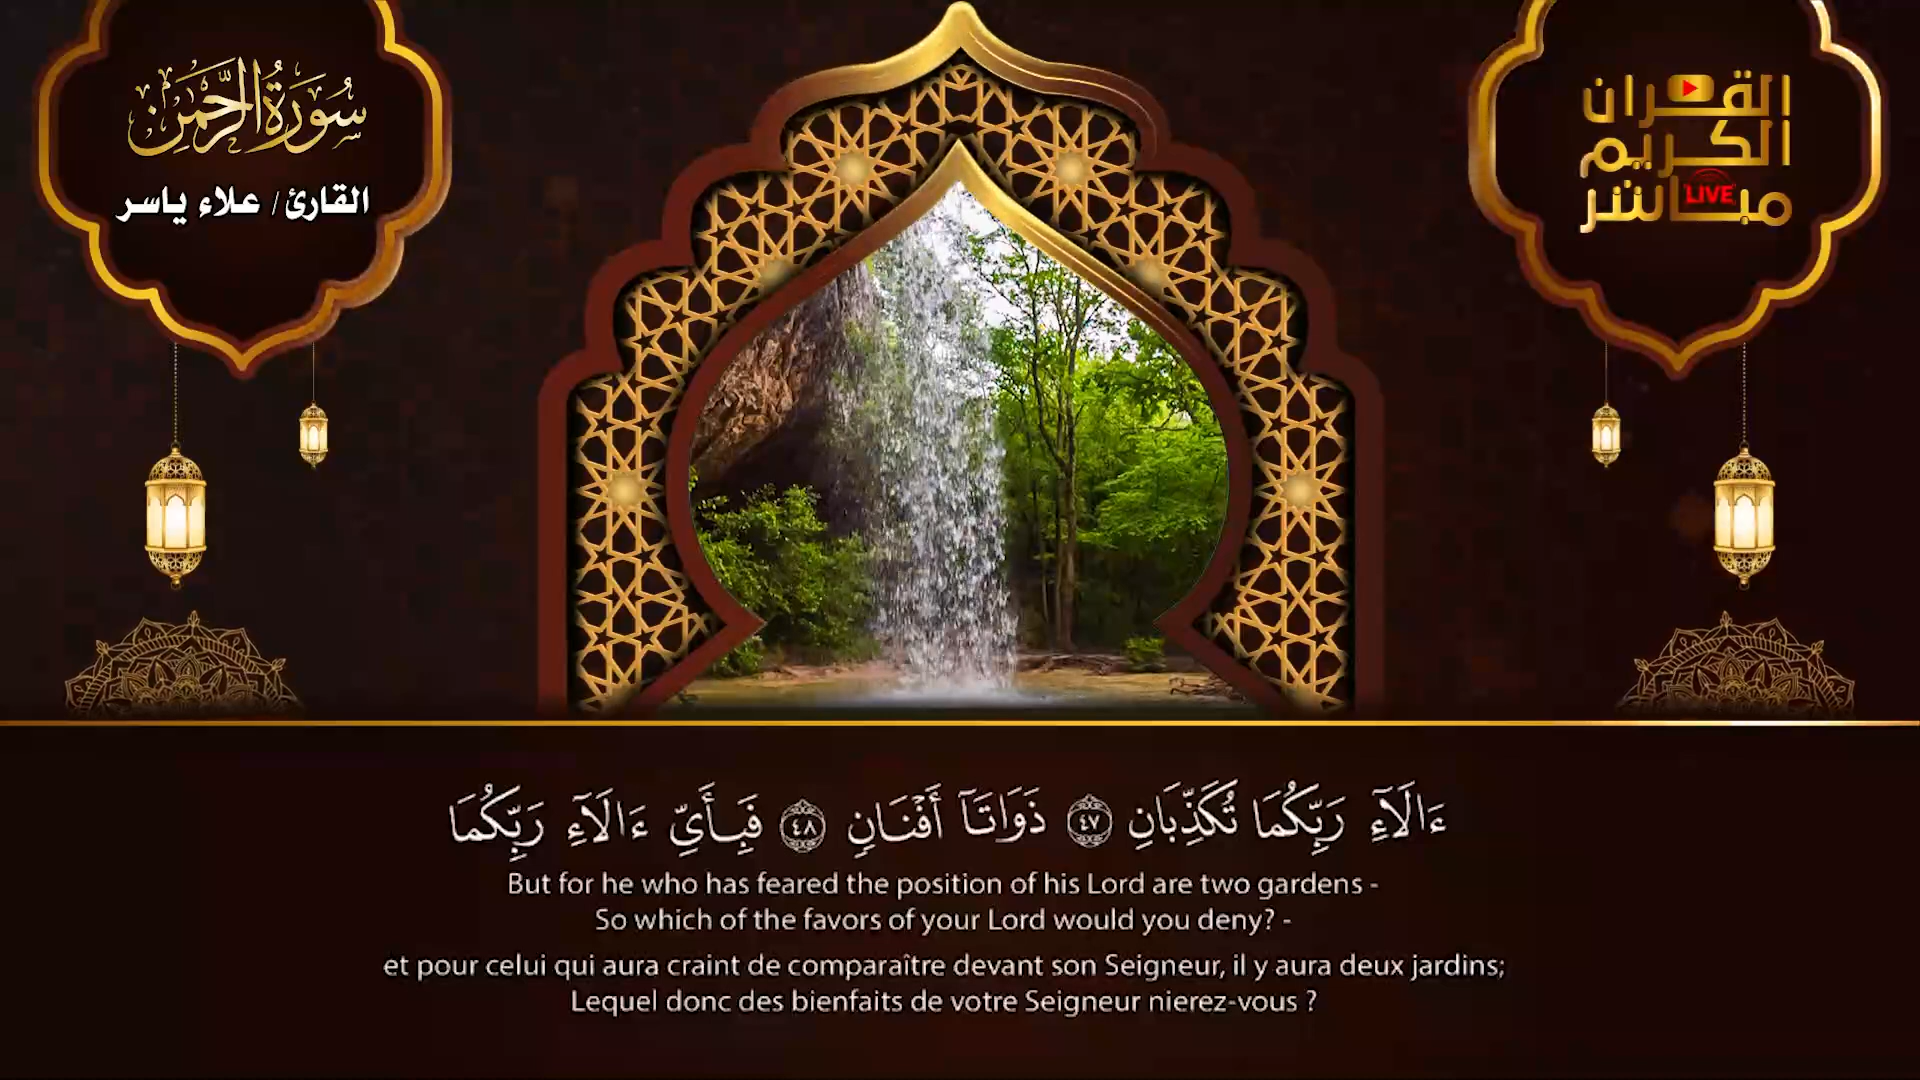 سُورَةُ الرَّحْمَٰن
القارئ / علاء ياسر
القران
الكريم
مباشر
LIVE
ءَالَآءِ رَبِّكُمَا تُكَذِّبَانِ ٤٧ ذَوَاتَآ أَفْنَانٍ ٤٨ فَبِأَيِّ ءَالَآءِ رَبِّكُمَا
But for he who has feared the position of his Lord are two gardens -
So which of the favors of your Lord would you deny? -
et pour celui qui aura craint de comparaître devant son Seigneur, il y aura deux jardins;
Lequel donc des bienfaits de votre Seigneur nierez-vous ?